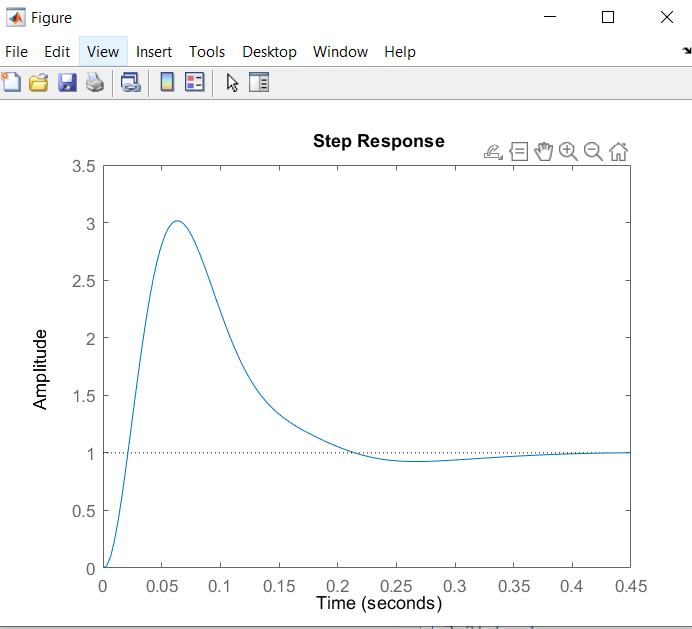 Figure
File Edit View Insert Tools Desktop Window Help
Step Response
3.5
3
2.5
2
1.5
1
0.5
0
Amplitude
0 0.05 0.1 0.15 0.2 0.25 0.3 0.35 0.4 0.45
Time (seconds)